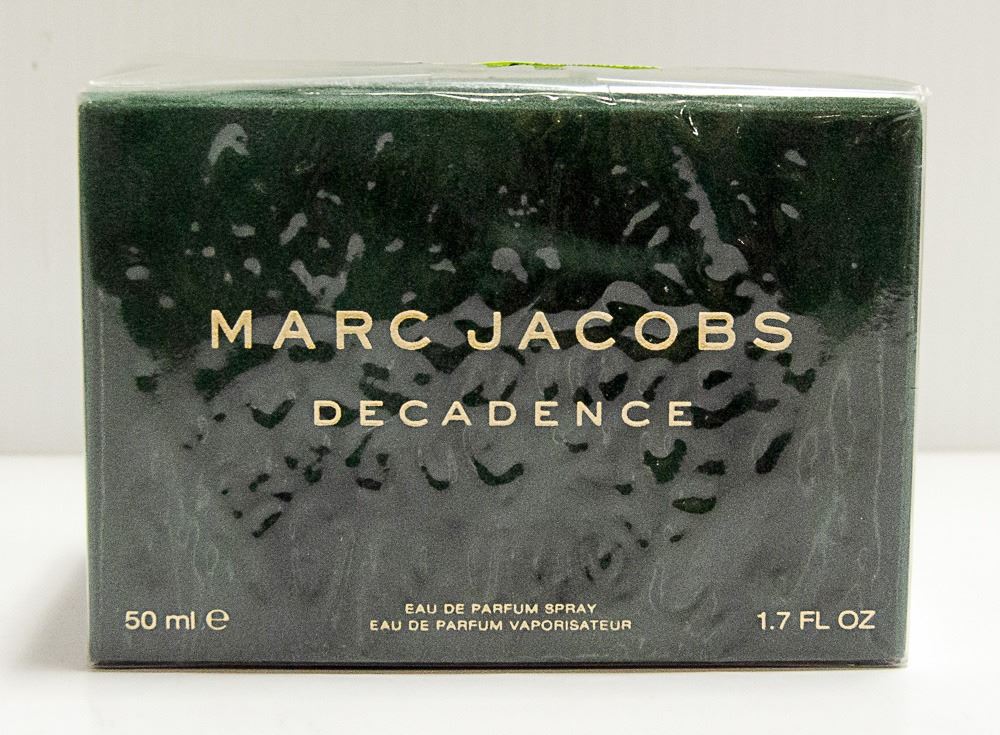 MARC JACOBS
DECADENCE
EAU DE PARFUM SPRAY
50 ml ℮ EAU DE PARFUM VAPORISATEUR 1.7 FL OZ